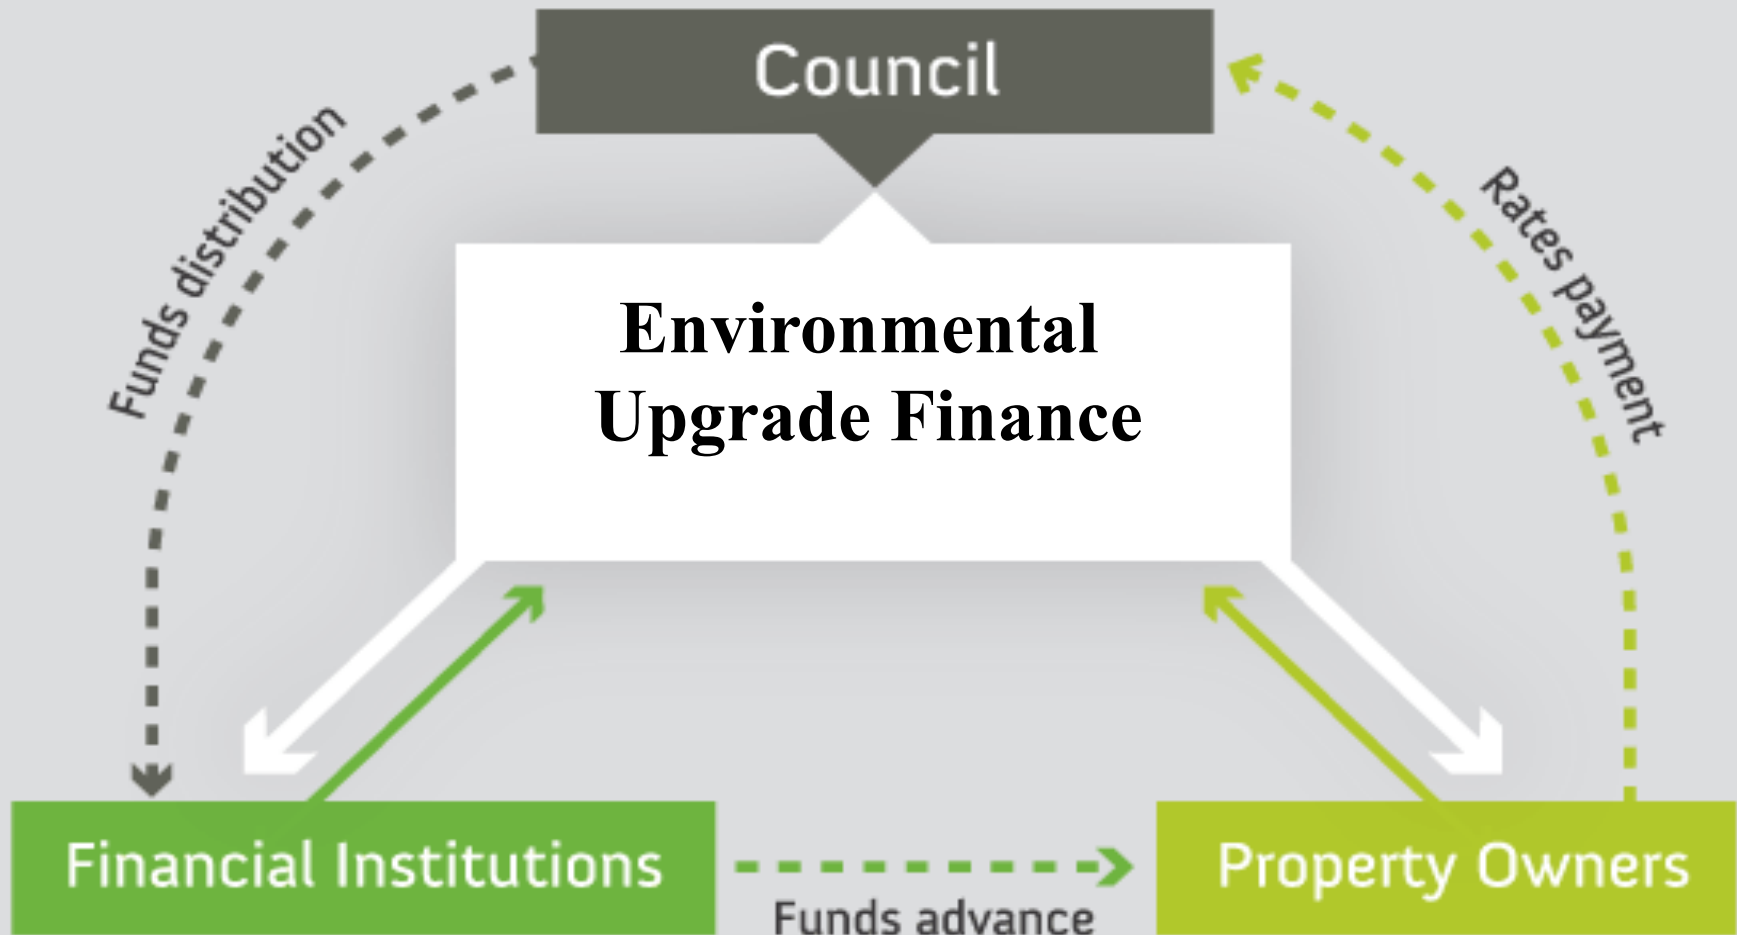 Council
Funds distribution
Rates payment
Environmental
Upgrade Finance
Financial Institutions
Funds advance
Property Owners